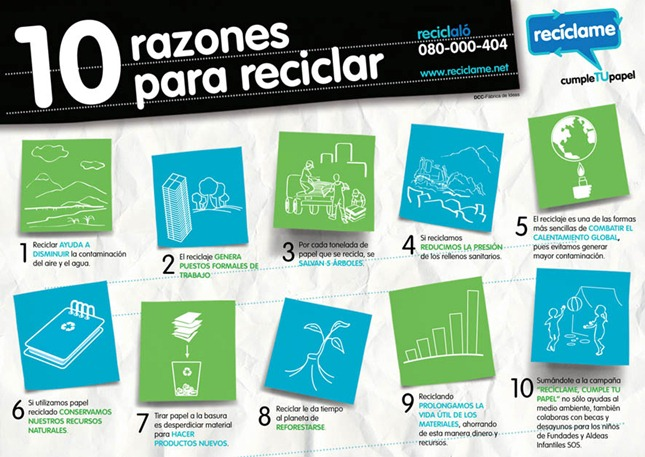 10 razones
para reciclar
reciclaló
080-000-404
www.reciclame.net
recíclame
cumpleTUpapel
DCC-Fábrica de Ideas
1 Reciclar AYUDA A
DISMINUIR la contaminación
del aire y el agua.
2 El reciclaje GENERA
PUESTOS FORMALES DE
TRABAJO
3 Por cada tonelada de
papel que se recicla, se
SALVAN 5 ÁRBOLES.
4 Si reciclamos
REDUCIMOS LA PRESIÓN
de los rellenos sanitarios.
5 El reciclaje es una de las formas
más sencillas de COMBATIR EL
CALENTAMIENTO GLOBAL,
pues evitamos generar
mayor contaminación.
6 Si utilizamos papel
reciclado CONSERVAMOS
NUESTROS RECURSOS
NATURALES.
7 Tirar papel a la basura
es desperdiciar material
para HACER
PRODUCTOS NUEVOS.
8 Reciclar le da tiempo
al planeta de
REFORESTARSE.
9 Reciclando
PROLONGAMOS LA
VIDA ÚTIL DE LOS
MATERIALES, ahorrando
de esta manera dinero y
recursos.
10 Sumándote a la campaña
"RECÍCLAME, CUMPLE TU
PAPEL" no sólo ayudas al
medio ambiente, también
colaboras con becas y
desayunos para los niños
de Fundades y Aldeas
Infantiles SOS.